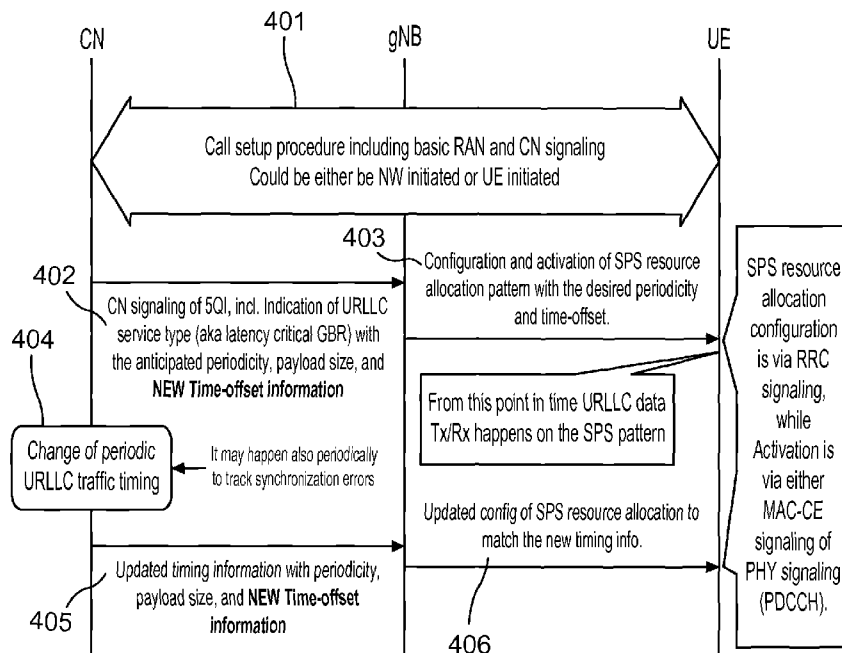 401
CN
gNB
UE
Call setup procedure including basic RAN and CN signaling
Could be either be NW initiated or UE initiated
403
Configuration and activation of SPS resource
allocation pattern with the desired periodicity
and time-offset.
402
CN signaling of 5QI, incl. Indication of URLLC
service type (aka latency critical GBR) with
the anticipated periodicity, payload size, and
NEW Time-offset information
From this point in time URLLC data
Tx/Rx happens on the SPS pattern
404
Change of periodic
URLLC traffic timing
It may happen also periodically
to track synchronization errors
Updated config of SPS resource allocation to
match the new timing info.
406
405
Updated timing information with periodicity,
payload size, and NEW Time-offset
information
SPS resource
allocation
configuration
is via RRC
signaling,
while
Activation is
via either
MAC-CE
signaling of
PHY signaling
(PDCCH).